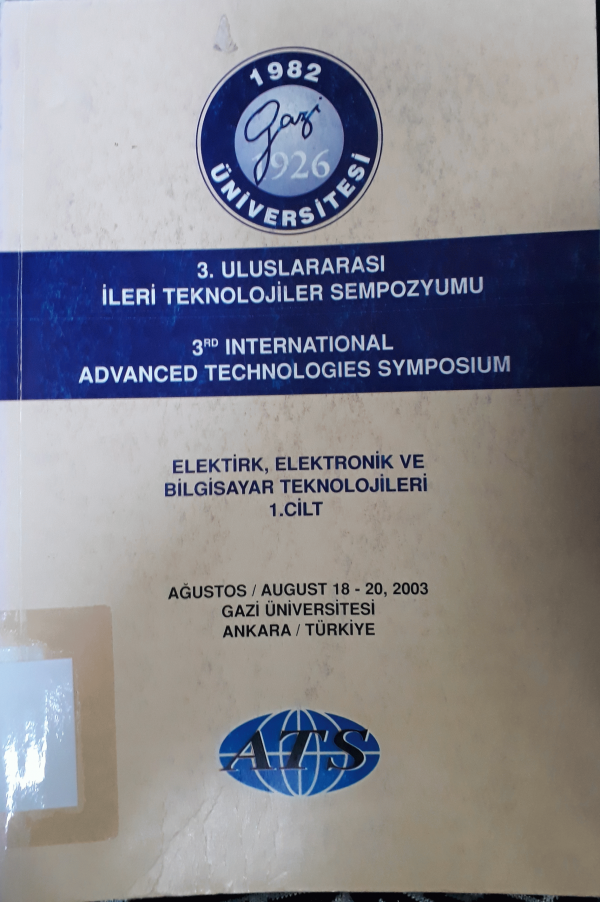 1982
Gazi
926
ÜNİVERSİTESİ
3. ULUSLARARASI
İLERİ TEKNOLOJİLER SEMPOZYUMU
3RD INTERNATIONAL
ADVANCED TECHNOLOGIES SYMPOSIUM
ELEKTİRK, ELEKTRONİK VE
BİLGİSAYAR TEKNOLOJİLERİ
1.CİLT
AĞUSTOS / AUGUST 18 - 20, 2003
GAZİ ÜNİVERSİTESİ
ANKARA / TÜRKİYE
ATS